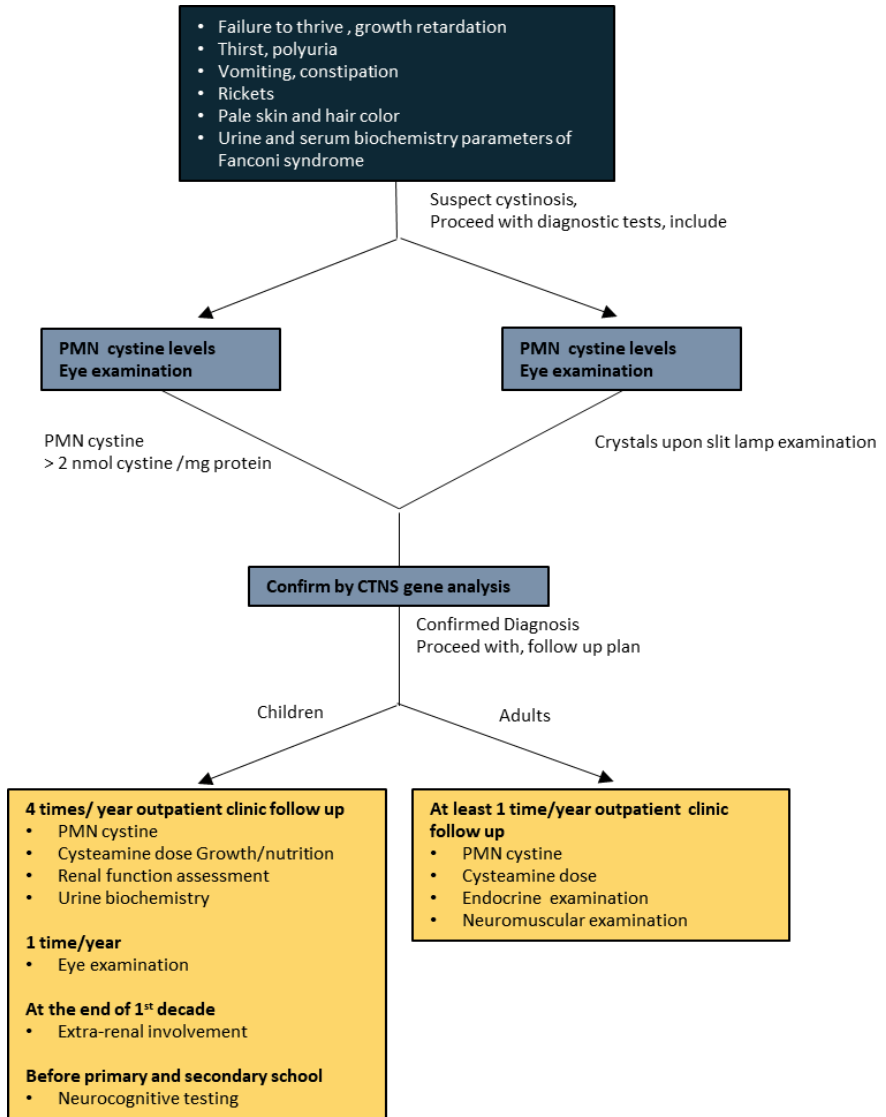 • Failure to thrive , growth retardation
• Thirst, polyuria
• Vomiting, constipation
• Rickets
• Pale skin and hair color
• Urine and serum biochemistry parameters of
Fanconi syndrome
Suspect cystinosis,
Proceed with diagnostic tests, include
PMN cystine levels
Eye examination
PMN cystine levels
Eye examination
PMN cystine
> 2 nmol cystine /mg protein
Crystals upon slit lamp examination
Confirm by CTNS gene analysis
Confirmed Diagnosis
Proceed with, follow up plan
Children
Adults
4 times/ year outpatient clinic follow up
• PMN cystine
• Cysteamine dose Growth/nutrition
• Renal function assessment
• Urine biochemistry
1 time/year
• Eye examination
At the end of 1st decade
• Extra-renal involvement
Before primary and secondary school
• Neurocognitive testing
At least 1 time/year outpatient clinic
follow up
• PMN cystine
• Cysteamine dose
• Endocrine examination
• Neuromuscular examination